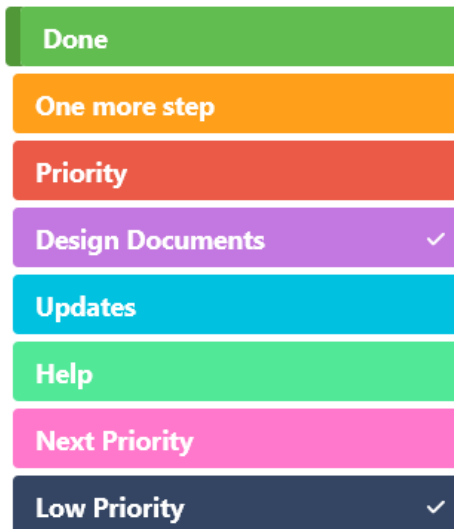 Done
One more step
Priority
Design Documents
Updates
Help
Next Priority
Low Priority